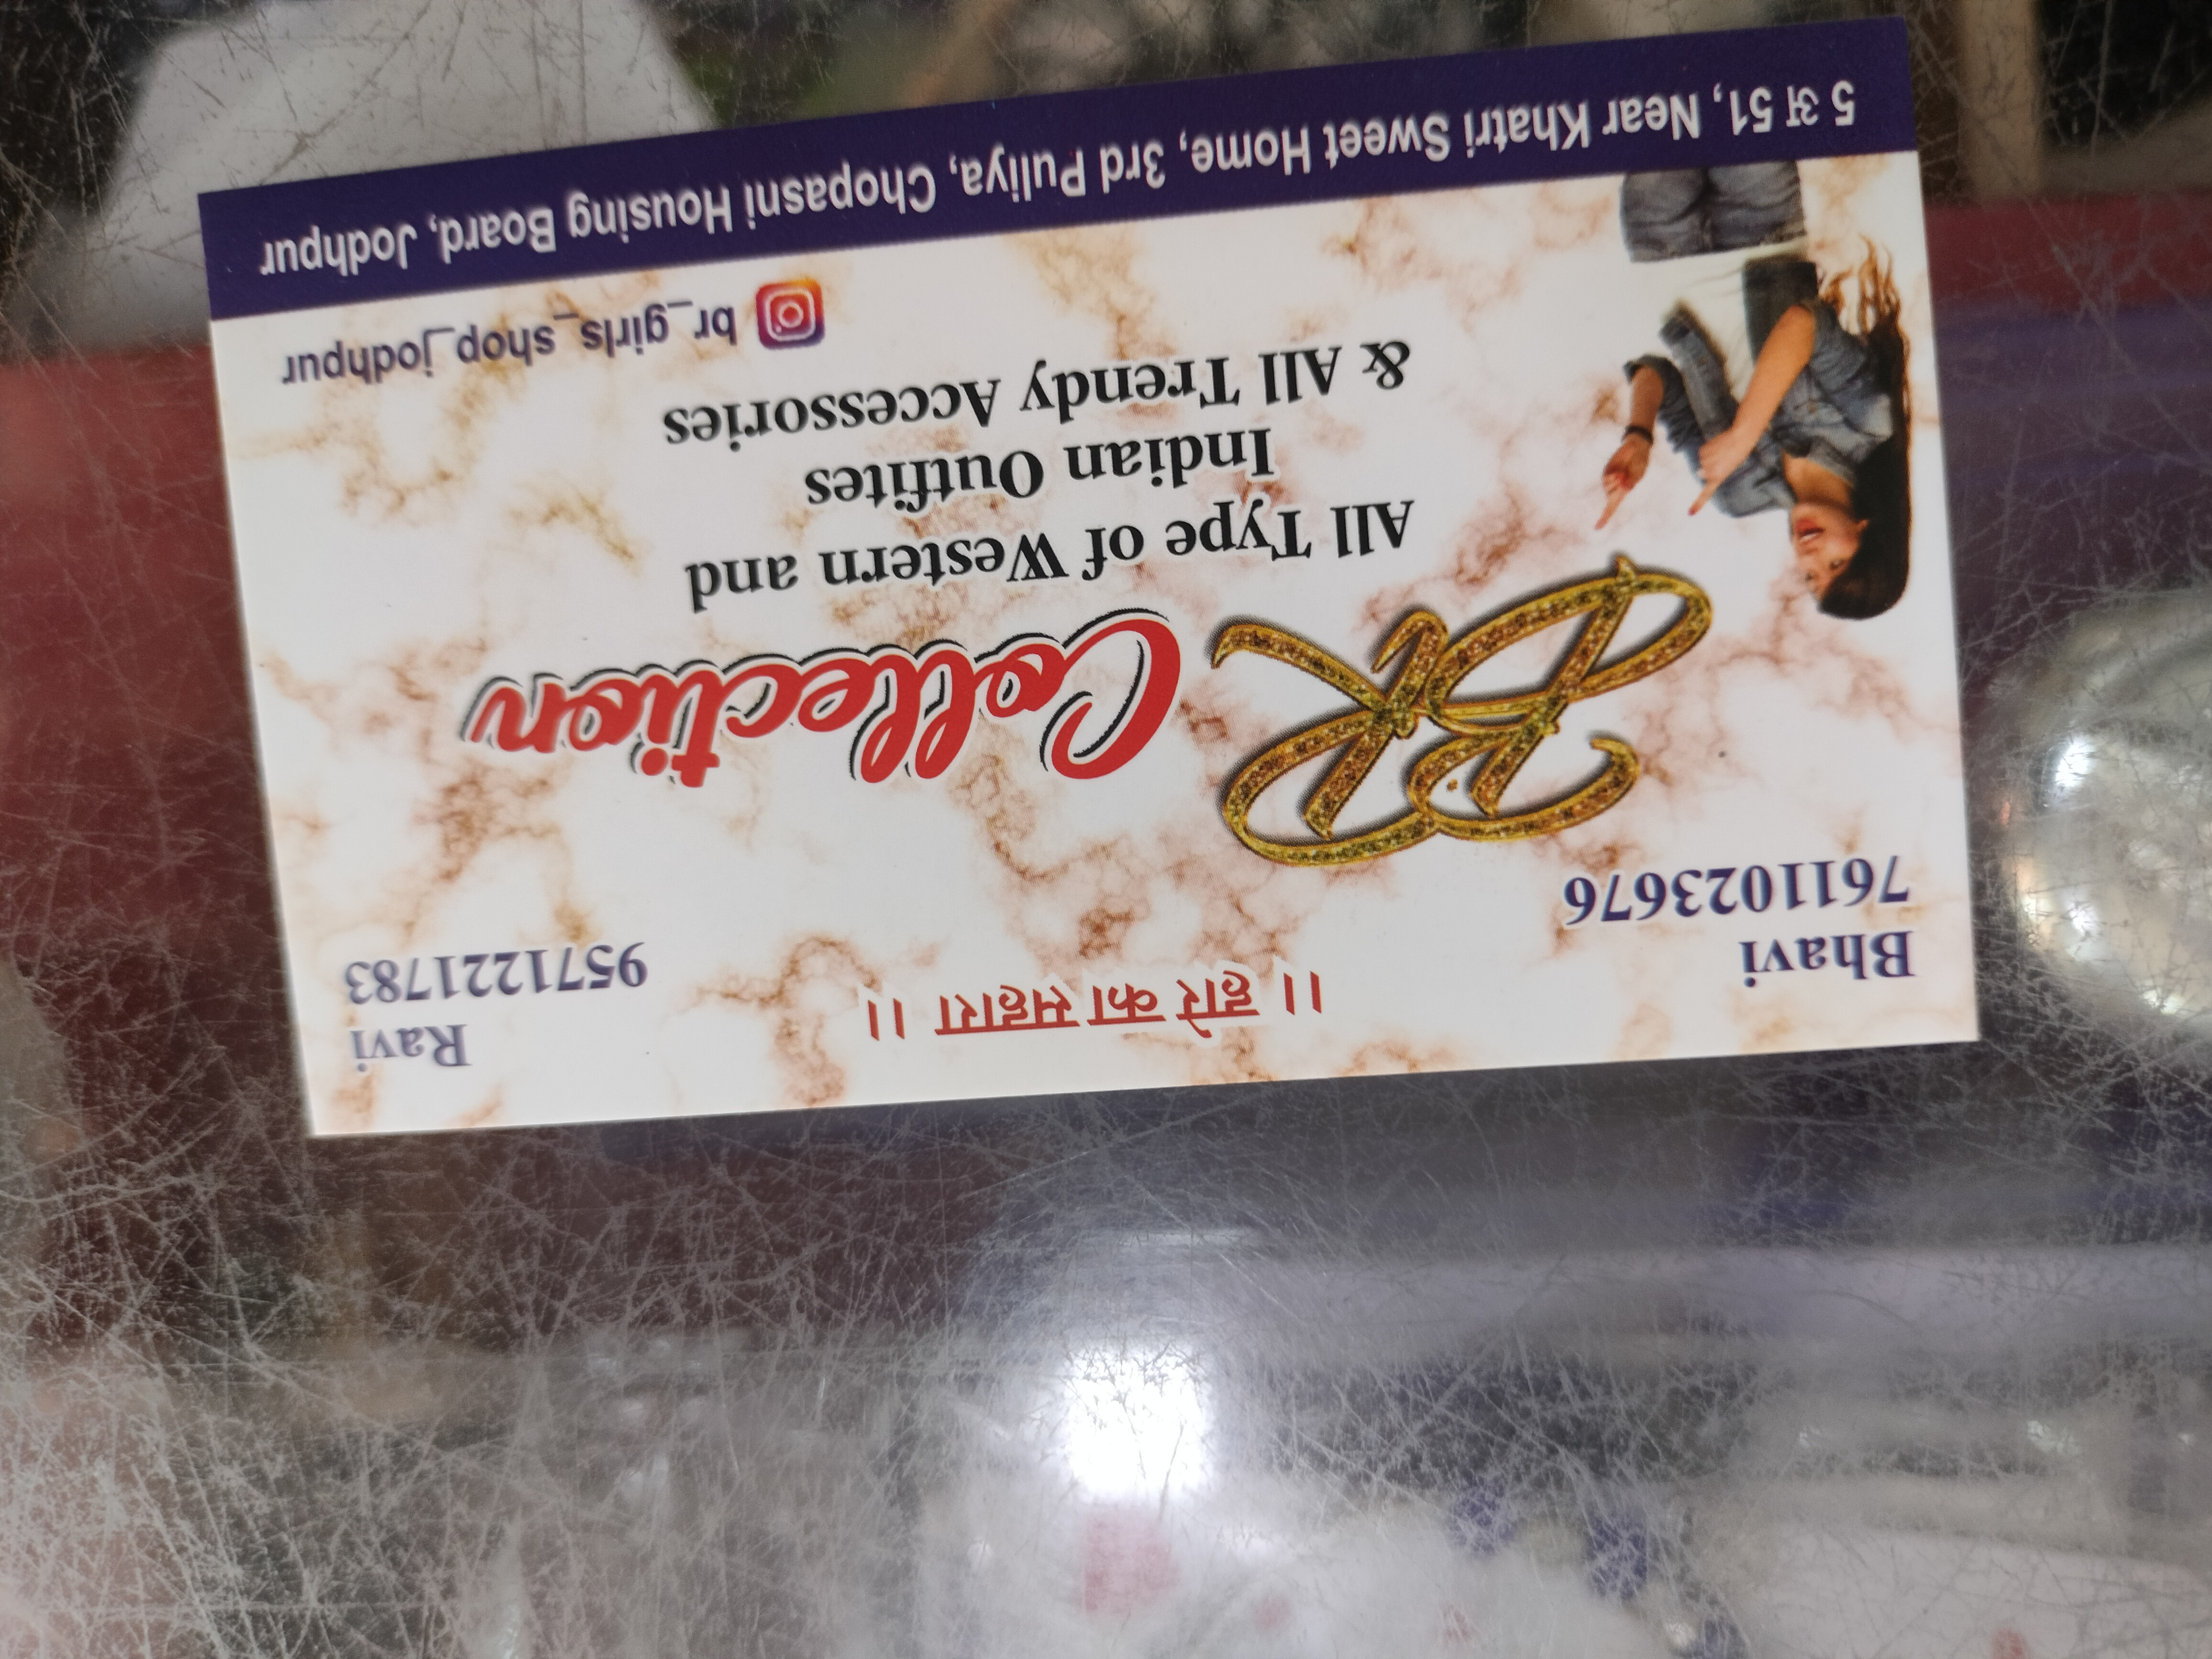 Bhavi
7611023676
|| हारे का सहारा ||
Ravi
9571221783
BR Collection
All Type of Western and
Indian Outfites
& All Trendy Accessories
br_girls_shop_jodhpur
5 अ 51, Near Khatri Sweet Home, 3rd Puliya, Chopasni Housing Board, Jodhpur